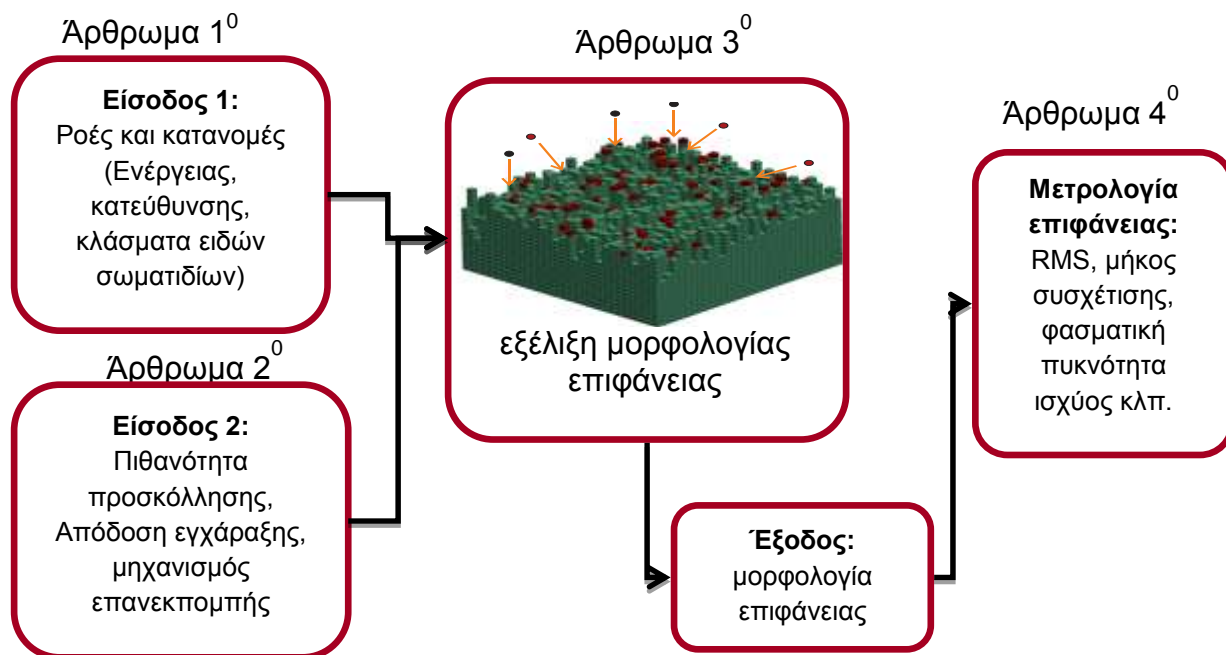 Άρθρωμα 1⁰
Είσοδος 1:
Ροές και κατανομές
(Ενέργειας,
κατεύθυνσης,
κλάσματα ειδών
σωματιδίων)
Άρθρωμα 2⁰
Είσοδος 2:
Πιθανότητα
προσκόλλησης,
Απόδοση εγχάραξης,
μηχανισμός
επανεκπομπής
Άρθρωμα 3⁰
εξέλιξη μορφολογίας
επιφάνειας
Έξοδος:
μορφολογία
επιφάνειας
Άρθρωμα 4⁰
Μετρολογία
επιφάνειας:
RMS, μήκος
συσχέτισης,
φασματική
πυκνότητα
ισχύος κλπ.